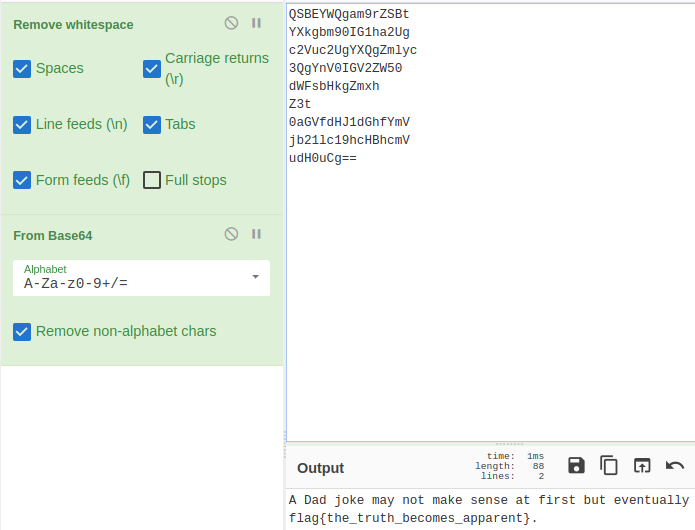 Remove whitespace
Spaces
Carriage returns (\r)
Line feeds (\n)
Tabs
Form feeds (\f)
Full stops
From Base64
Alphabet
A-Za-z0-9+/=
Remove non-alphabet chars
QSBEYWQgam9rZSBt
YXkgbm90IG1ha2Ug
c2Vuc2UgYXQgZmlyc
3QgYnV0IGV2ZW50
dWFsbHkgZmxh
Z3t
0aGVfdHJ1dGhfYmV
jb21lc19hcHBhcmV
udH0uCg==
Output
time: 1ms
length: 88
lines: 2
A Dad joke may not make sense at first but eventually
flag{the_truth_becomes_apparent}.